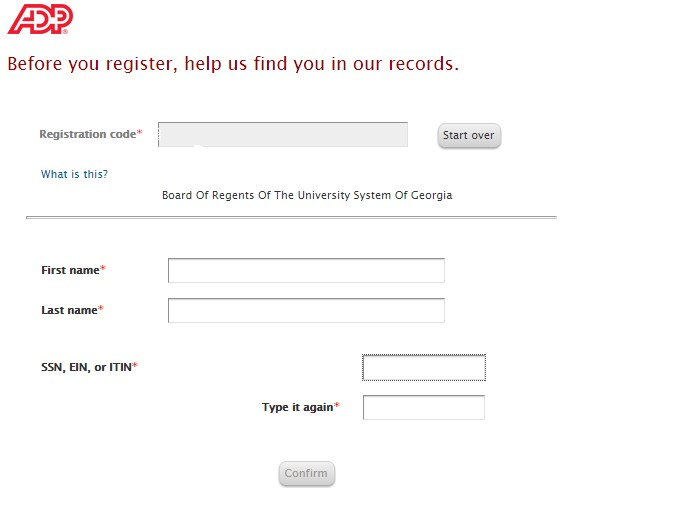 ADP®
Before you register, help us find you in our records.
Registration code* Start over
What is this?
Board Of Regents Of The University System Of Georgia
First name*
Last name*
SSN, EIN, or ITIN*
Type it again*
Confirm